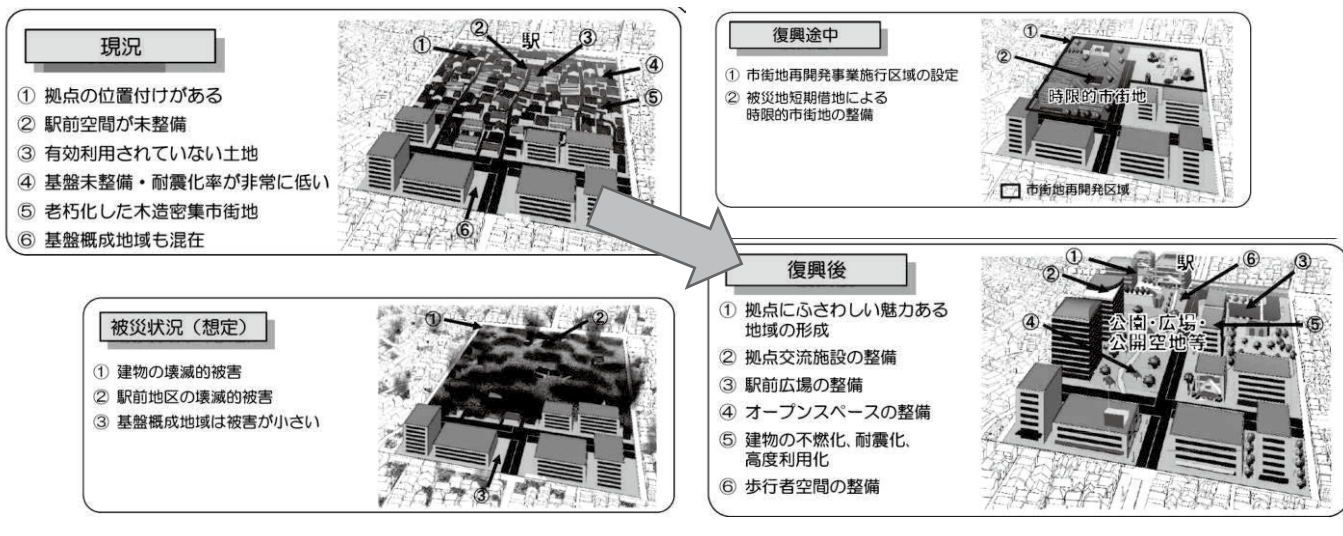 現況
① 拠点の位置付けがある
② 駅前空間が未整備
③ 有効利用されていない土地
④ 基盤未整備・耐震化率が非常に低い
⑤ 老朽化した木造密集市街地
⑥ 基盤概成地域も混在
①
②
駅
③
④
⑤
⑥
被災状況（想定）
① 建物の壊滅的被害
② 駅前地区の壊滅的被害
③ 基盤概成地域は被害が小さい
①
②
③
復興途中
① 市街地再開発事業施行区域の設定
② 被災地短期借地による
時限的市街地の整備
①
②
時限的市街地
市街地再開発区域
復興後
① 拠点にふさわしい魅力ある
地域の形成
② 拠点交流施設の整備
③ 駅前広場の整備
④ オープンスペースの整備
⑤ 建物の不燃化、耐震化、
高度利用化
⑥ 歩行者空間の整備
①
駅
⑥
③
②
④
公園・広場・
公開空地等
⑤